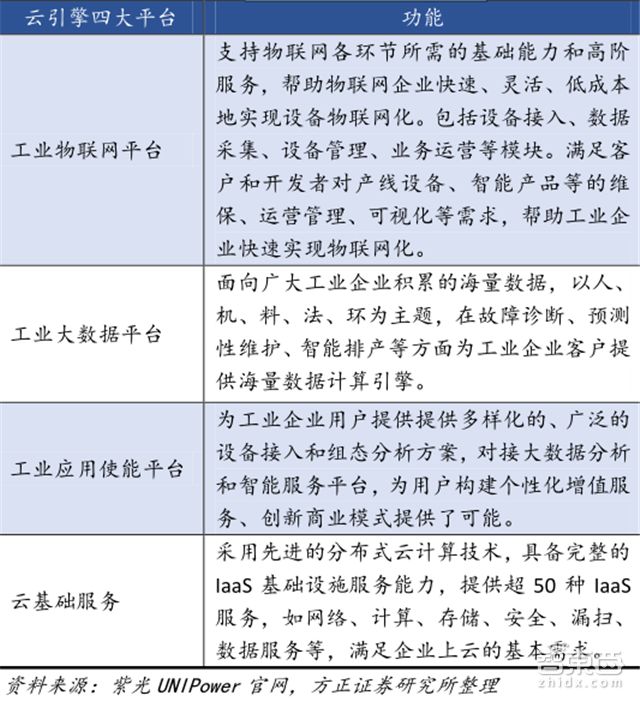 云引擎四大平台 功能
支持物联网各环节所需的基础能力和高阶
服务，帮助物联网企业快速、灵活、低成本
地实现设备物联网化。包括设备接入、数据
工业物联网平台
采集、设备管理、业务运营等模块。满足客
户和开发者对产线设备、智能产品等的维
保、运营管理、可视化等需求，帮助工业企
业快速实现物联网化。
面向广大工业企业积累的海量数据，以人、
机、料、法、环为主题，在故障诊断、预测
工业大数据平台
性维护、智能排产等方面为工业企业客户提
供海量数据计算引擎。
为工业企业用户提供提供多样化的、广泛的
设备接入和组态分析方案，对接大数据分析
工业应用使能平台
和智能服务平台，为用户构建个性化增值服
务、创新商业模式提供了可能。
采用先进的分布式云计算技术，具备完整的
IaaS 基础设施服务能力，提供超 50 种 IaaS
云基础服务
服务，如网络、计算、存储、安全、漏扫、
数据服务等，满足企业上云的基本需求。
资料来源：紫光 UNIPower 官网，方正证券研究所整理
智東西
zhidx.com